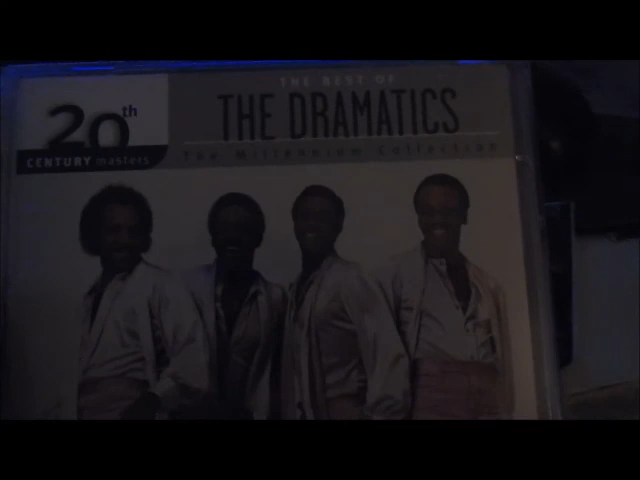 20th
CENTURY masters
THE BEST OF
THE DRAMATICS
The Millennium Collection